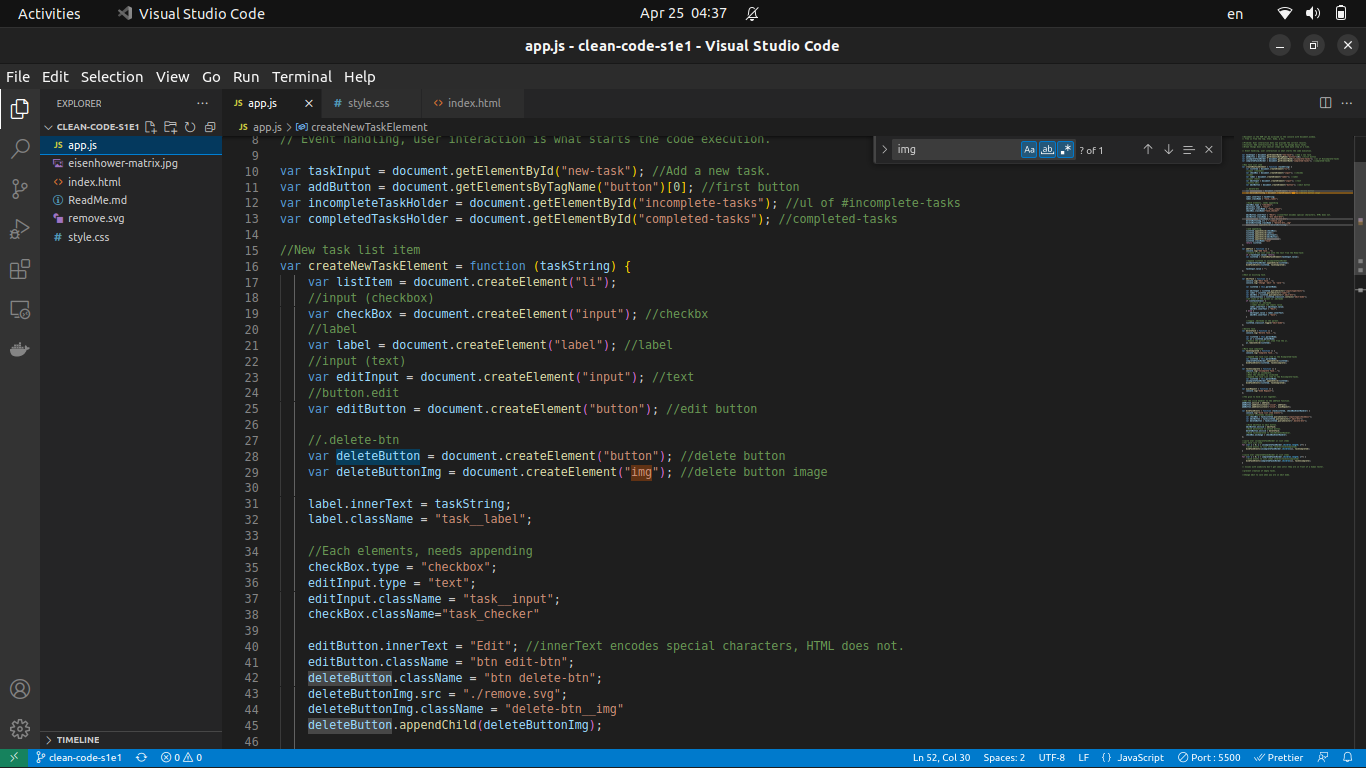 Activities
Visual Studio Code
Apr 25 04:37
en
app.js - clean-code-s1e1 - Visual Studio Code
File Edit Selection View Go Run Terminal Help
EXPLORER
CLEAN-CODE-S1E1
JS app.js
eisenhower-matrix.jpg
<> index.html
ReadMe.md
remove.svg
# style.css
TIMELINE
JS app.js
# style.css
<> index.html
JS app.js > createNewTaskElement
img
Aa
ab
? of 1
8 // Event handling, user interaction is what starts the code execution.
9
10 var taskInput = document.getElementById("new-task"); //Add a new task.
11 var addButton = document.getElementsByTagName("button")[0]; //first button
12 var incompleteTaskHolder = document.getElementById("incomplete-tasks"); //ul of #incomplete-tasks
13 var completedTasksHolder = document.getElementById("completed-tasks"); //completed-tasks
14
15 //New task list item
16 var createNewTaskElement = function (taskString) {
17 var listItem = document.createElement("li");
18 //input (checkbox)
19 var checkBox = document.createElement("input"); //checkbx
20 //label
21 var label = document.createElement("label"); //label
22 //input (text)
23 var editInput = document.createElement("input"); //text
24 //button.edit
25 var editButton = document.createElement("button"); //edit button
26
27 //.delete-btn
28 var deleteButton = document.createElement("button"); //delete button
29 var deleteButtonImg = document.createElement("img"); //delete button image
30
31 label.innerText = taskString;
32 label.className = "task__label";
33
34 //Each elements, needs appending
35 checkBox.type = "checkbox";
36 editInput.type = "text";
37 editInput.className = "task__input";
38 checkBox.className="task_checker"
39
40 editButton.innerText = "Edit"; //innerText encodes special characters, HTML does not.
41 editButton.className = "btn edit-btn";
42 deleteButton.className = "btn delete-btn";
43 deleteButtonImg.src = "./remove.svg";
44 deleteButtonImg.className = "delete-btn__img"
45 deleteButton.appendChild(deleteButtonImg);
46
clean-code-s1e1
0
0
Ln 52, Col 30
Spaces: 2
UTF-8
LF
{ } JavaScript
Port : 5500
Prettier